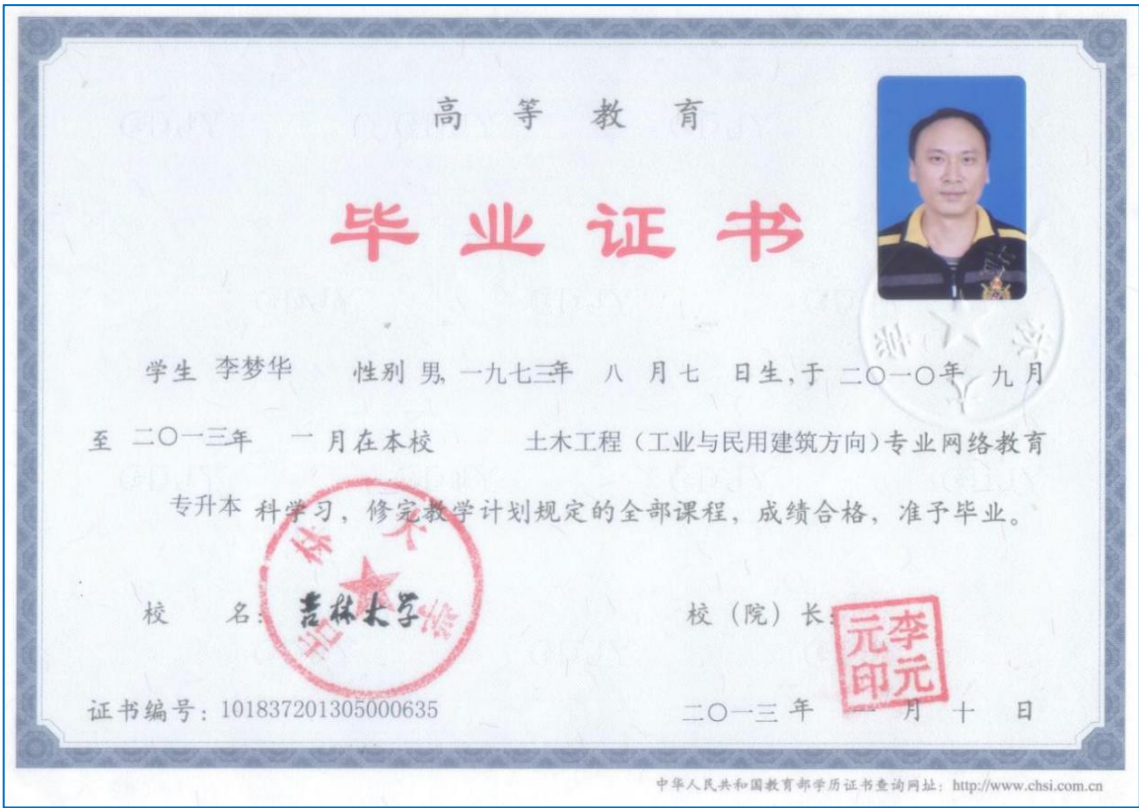 高等教育
毕业证书
学生 李梦华 性别 男, 一九七三年 八 月 七 日生,于 二〇一〇年 九 月
至 二〇一三年 一 月在本校 土木工程（工业与民用建筑方向）专业网络教育
专升本 科学习，修完教学计划规定的全部课程，成绩合格，准予毕业。
吉林大学
校 名: 吉林大学
校（院）长:
李元元印
证书编号: 101837201305000635
二〇一三 年 一 月 十 日
中华人民共和国教育部学历证书查询网址: http://www.chsi.com.cn